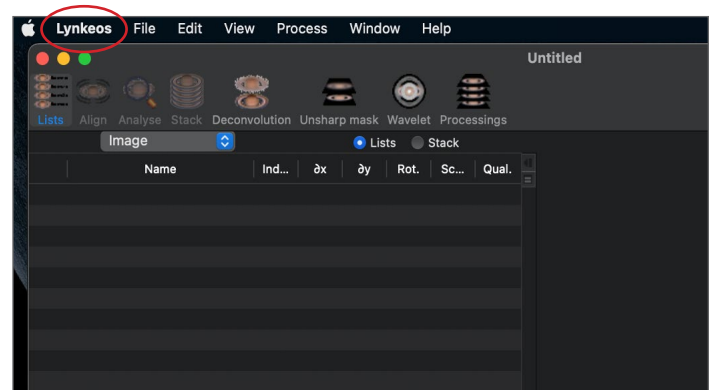 Lynkeos File Edit View Process Window Help
Untitled
Lists Align Analyse Stack Deconvolution Unsharp mask Wavelet Processings
Image Lists Stack
Name Ind... ∂x ∂y Rot. Sc... Qual.